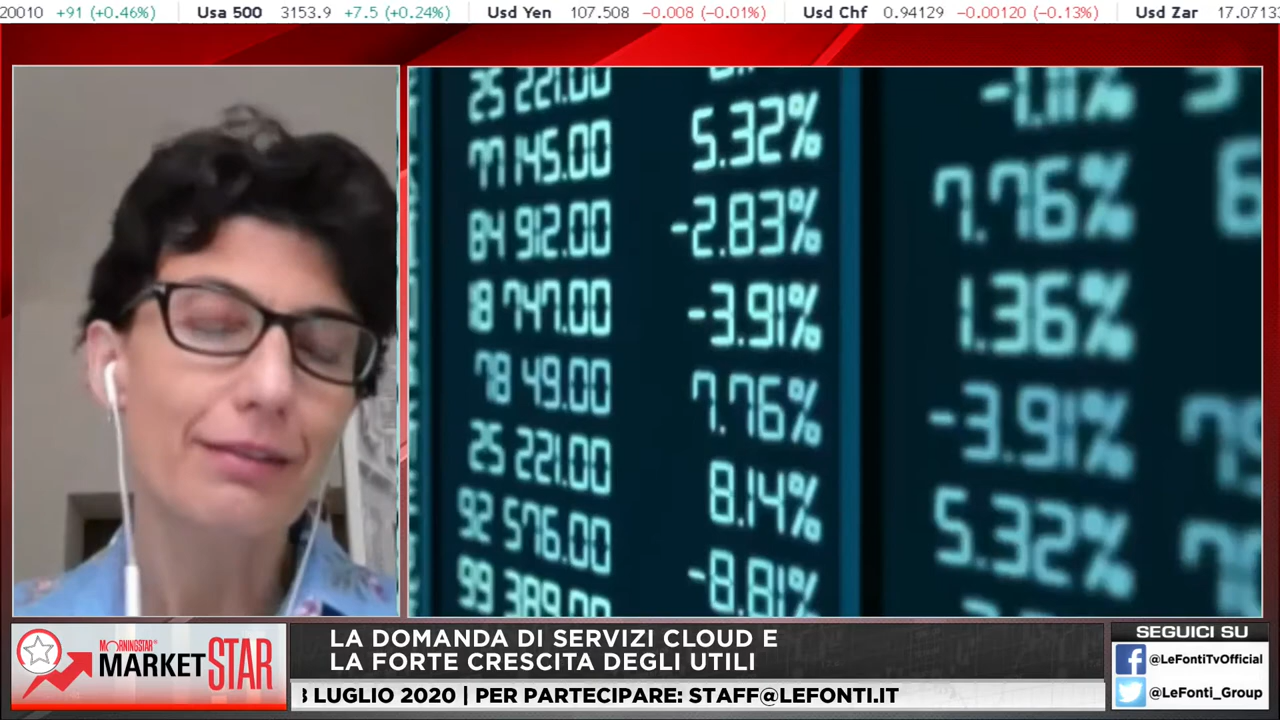 20010 +91 (+0.46%) Usa 500 3153.9 +7.5 (+0.24%) Usd Yen 107.508 −0.008 (−0.01%) Usd Chf 0.94129 −0.00120 (−0.13%) Usd Zar 17.0713
25 221.00
77 145.00 5.32% 7.76%
84 912.00 -2.83% 1.36%
18 747.00 -3.91% -3.91%
78 49.00 7.76% 5.32%
25 221.00 8.14%
92 576.00 -8.81%
99 389.00
MORNINGSTAR
MARKETSTAR
LA DOMANDA DI SERVIZI CLOUD E
LA FORTE CRESCITA DEGLI UTILI
LUGLIO 2020 | PER PARTECIPARE: STAFF@LEFONTI.IT
SEGUICI SU
@LeFontiTvOfficial
@LeFonti_Group